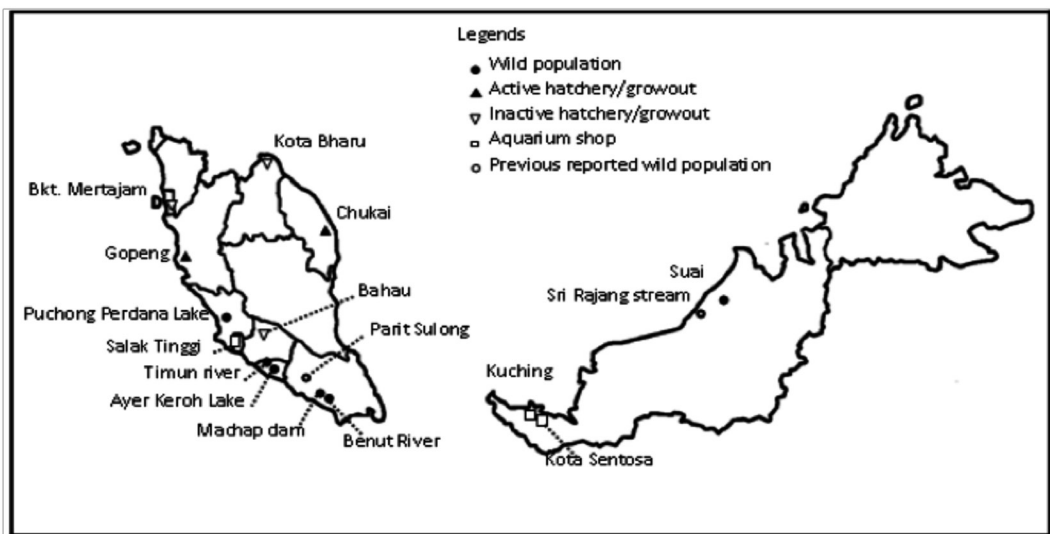 Legends
Wild population
Active hatchery/growout
Inactive hatchery/growout
Aquarium shop
Previous reported wild population
Kota Bharu
Bkt. Mertajam
Chukai
Gopeng
Bahau
Puchong Perdana Lake
Parit Sulong
Salak Tinggi
Timun river
Ayer Keroh Lake
Machap dam
Benut River
Suai
Sri Rajang stream
Kuching
Kota Sentosa